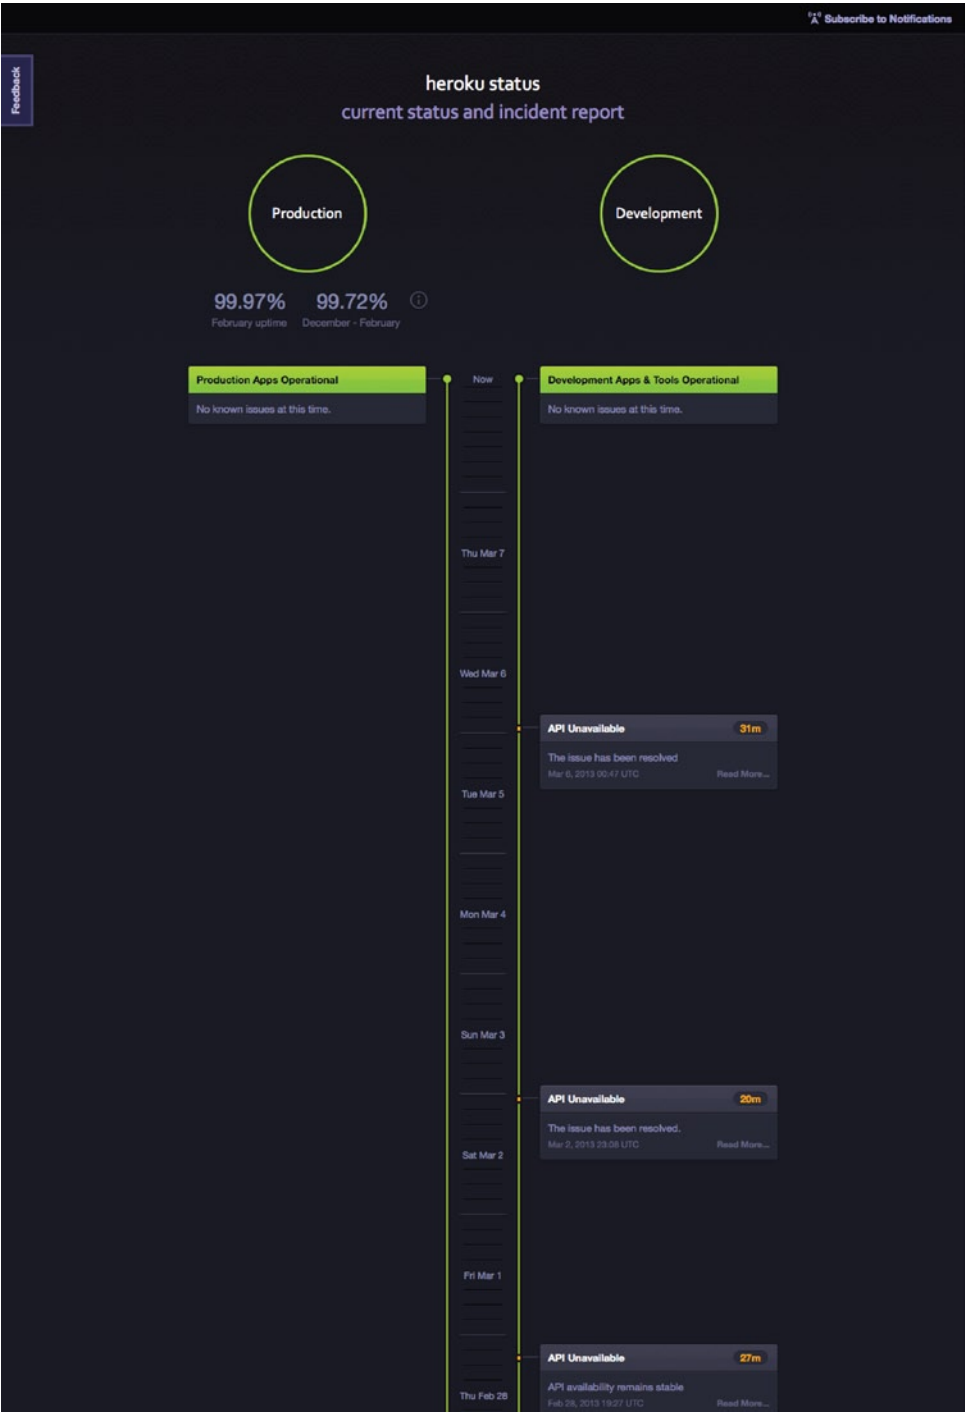 Subscribe to Notifications
Feedback
heroku status
current status and incident report
Production
Development
99.97% 99.72%
February uptime December - February
Production Apps Operational
Now
Development Apps & Tools Operational
No known issues at this time.
No known issues at this time.
Thu Mar 7
Wed Mar 6
API Unavailable 31m
The issue has been resolved
Mar 6, 2013 00:47 UTC Read More...
Tue Mar 5
Mon Mar 4
Sun Mar 3
API Unavailable 20m
The issue has been resolved.
Mar 2, 2013 23:08 UTC Read More...
Sat Mar 2
Fri Mar 1
API Unavailable 27m
API availability remains stable
Thu Feb 28
Feb 28, 2013 19:27 UTC Read More...